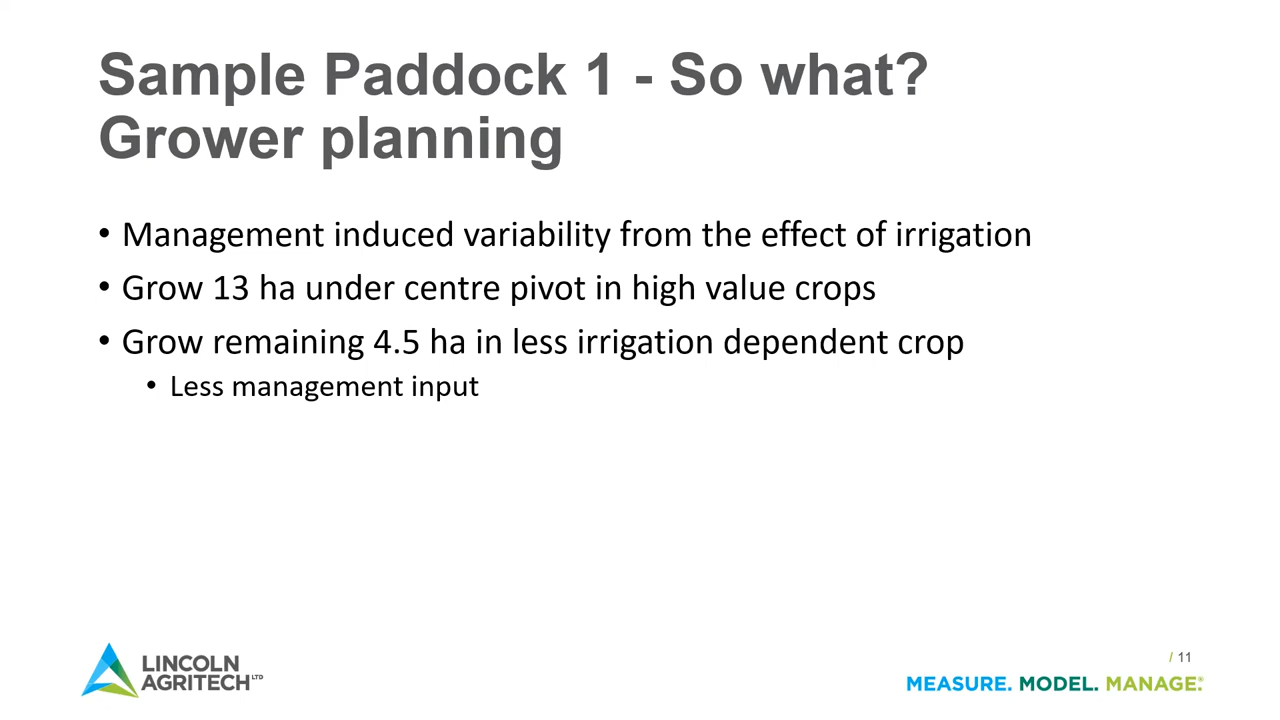 Sample Paddock 1 - So what?
Grower planning
• Management induced variability from the effect of irrigation
• Grow 13 ha under centre pivot in high value crops
• Grow remaining 4.5 ha in less irrigation dependent crop
• Less management input
LINCOLN
AGRITECH LTD
/ 11
MEASURE. MODEL. MANAGE.®